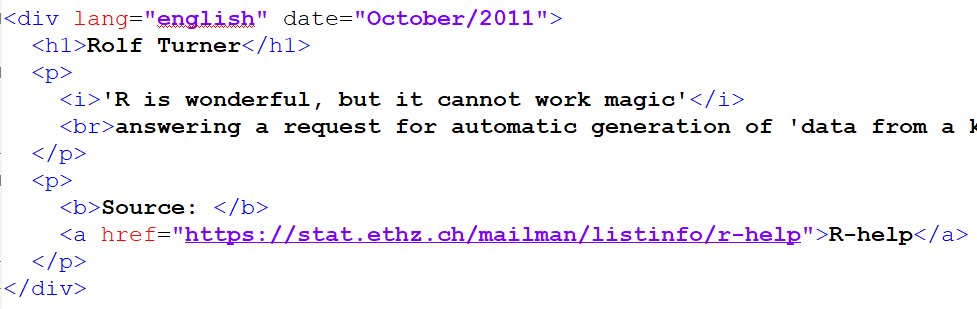 <div lang="english" date="October/2011">
<h1>Rolf Turner</h1>
<p>
<i>'R is wonderful, but it cannot work magic'</i>
<br>answering a request for automatic generation of 'data from a
</p>
<p>
<b>Source: </b>
<a href="https://stat.ethz.ch/mailman/listinfo/r-help">R-help</a>
</p>
</div>